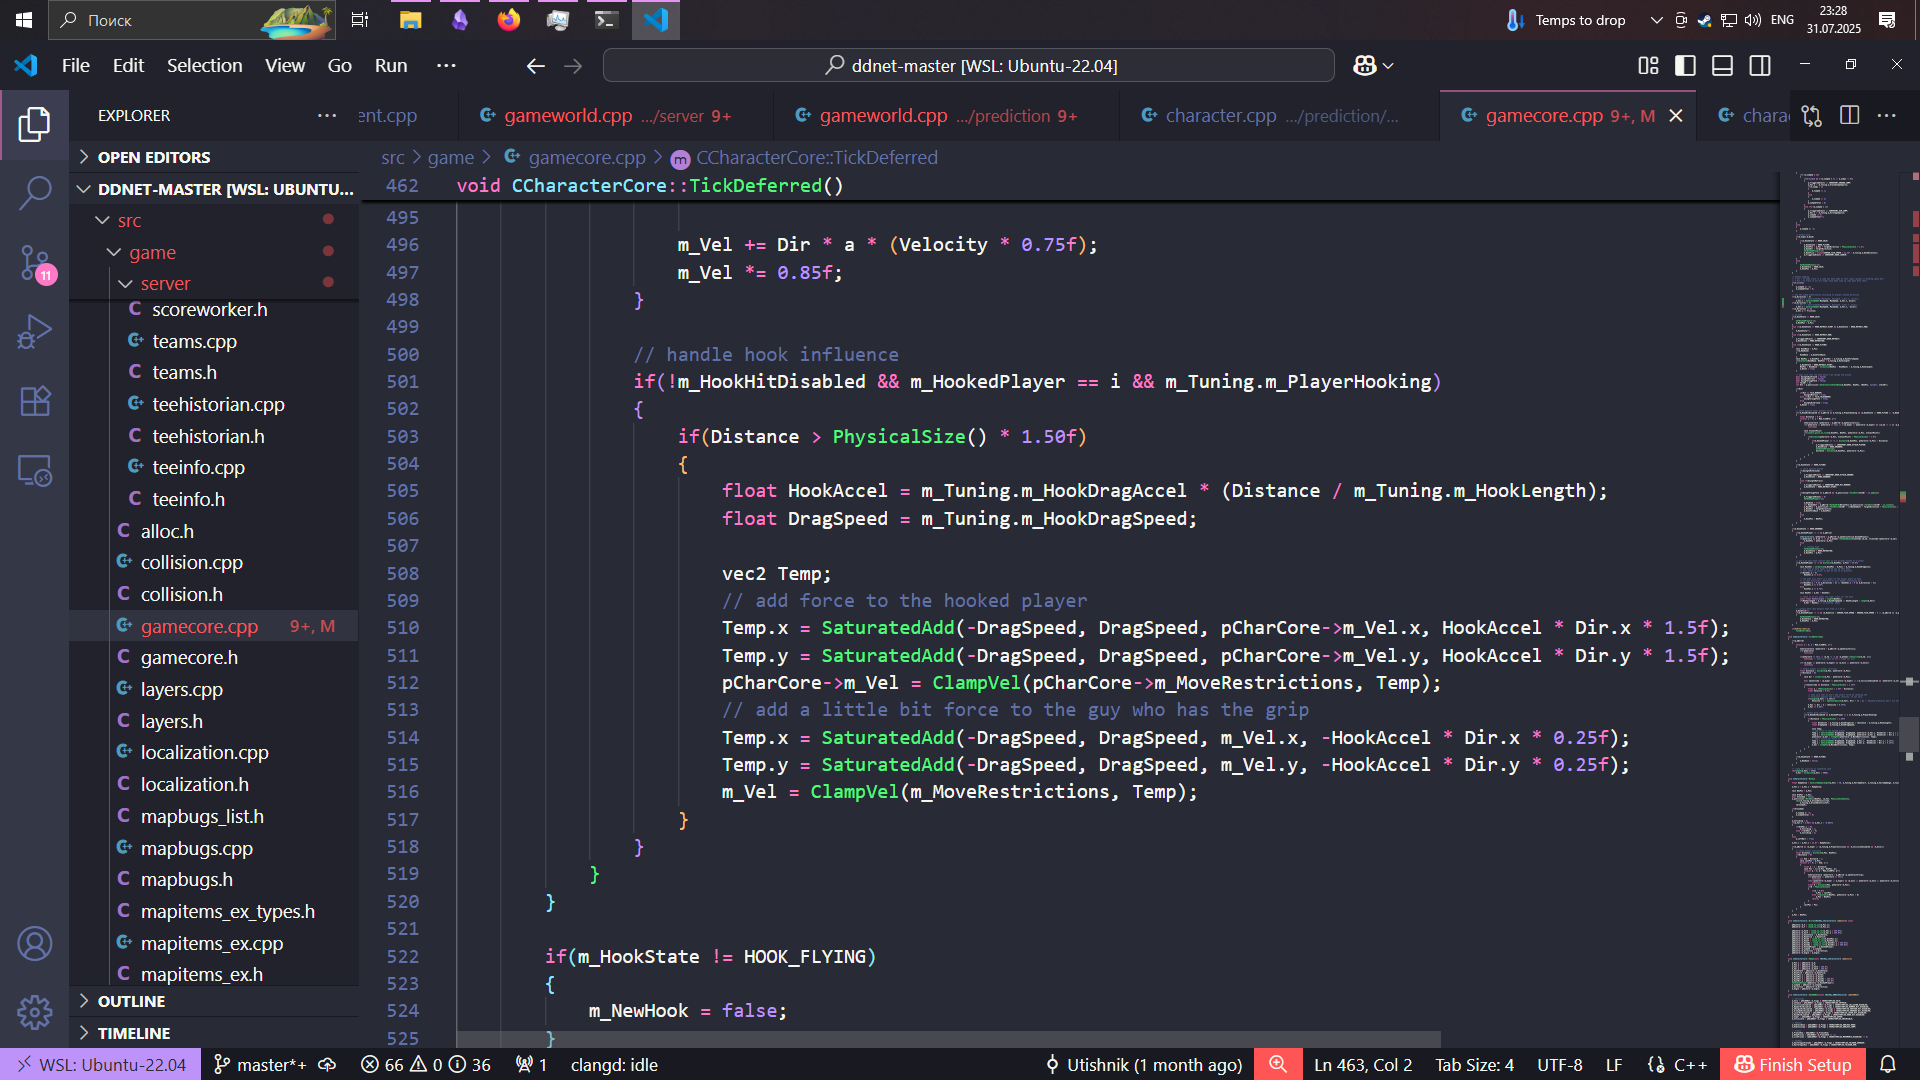 Поиск
Temps to drop
ENG
23:28
31.07.2025
File Edit Selection View Go Run ···
ddnet-master [WSL: Ubuntu-22.04]
EXPLORER ···
ent.cpp
gameworld.cpp .../server 9+
gameworld.cpp .../prediction 9+
character.cpp .../prediction/...
gamecore.cpp 9+, M
chara
OPEN EDITORS
DDNET-MASTER [WSL: UBUNTU...
src
game
server
scoreworker.h
teams.cpp
teams.h
teehistorian.cpp
teehistorian.h
teeinfo.cpp
teeinfo.h
alloc.h
collision.cpp
collision.h
gamecore.cpp 9+, M
gamecore.h
layers.cpp
layers.h
localization.cpp
localization.h
mapbugs_list.h
mapbugs.cpp
mapbugs.h
mapitems_ex_types.h
mapitems_ex.cpp
mapitems_ex.h
OUTLINE
TIMELINE
11
src > game > gamecore.cpp > m CCharacterCore::TickDeferred
462 void CCharacterCore::TickDeferred()
495
496 m_Vel += Dir * a * (Velocity * 0.75f);
497 m_Vel *= 0.85f;
498 }
499
500 // handle hook influence
501 if(!m_HookHitDisabled && m_HookedPlayer == i && m_Tuning.m_PlayerHooking)
502 {
503 if(Distance > PhysicalSize() * 1.50f)
504 {
505 float HookAccel = m_Tuning.m_HookDragAccel * (Distance / m_Tuning.m_HookLength);
506 float DragSpeed = m_Tuning.m_HookDragSpeed;
507
508 vec2 Temp;
509 // add force to the hooked player
510 Temp.x = SaturatedAdd(-DragSpeed, DragSpeed, pCharCore->m_Vel.x, HookAccel * Dir.x * 1.5f);
511 Temp.y = SaturatedAdd(-DragSpeed, DragSpeed, pCharCore->m_Vel.y, HookAccel * Dir.y * 1.5f);
512 pCharCore->m_Vel = ClampVel(pCharCore->m_MoveRestrictions, Temp);
513 // add a little bit force to the guy who has the grip
514 Temp.x = SaturatedAdd(-DragSpeed, DragSpeed, m_Vel.x, -HookAccel * Dir.x * 0.25f);
515 Temp.y = SaturatedAdd(-DragSpeed, DragSpeed, m_Vel.y, -HookAccel * Dir.y * 0.25f);
516 m_Vel = ClampVel(m_MoveRestrictions, Temp);
517 }
518 }
519 }
520 }
521
522 if(m_HookState != HOOK_FLYING)
523 {
524 m_NewHook = false;
525 }
WSL: Ubuntu-22.04 master*+ 66 0 36 1 clangd: idle Utishnik (1 month ago) Ln 463, Col 2 Tab Size: 4 UTF-8 LF {} C++ Finish Setup